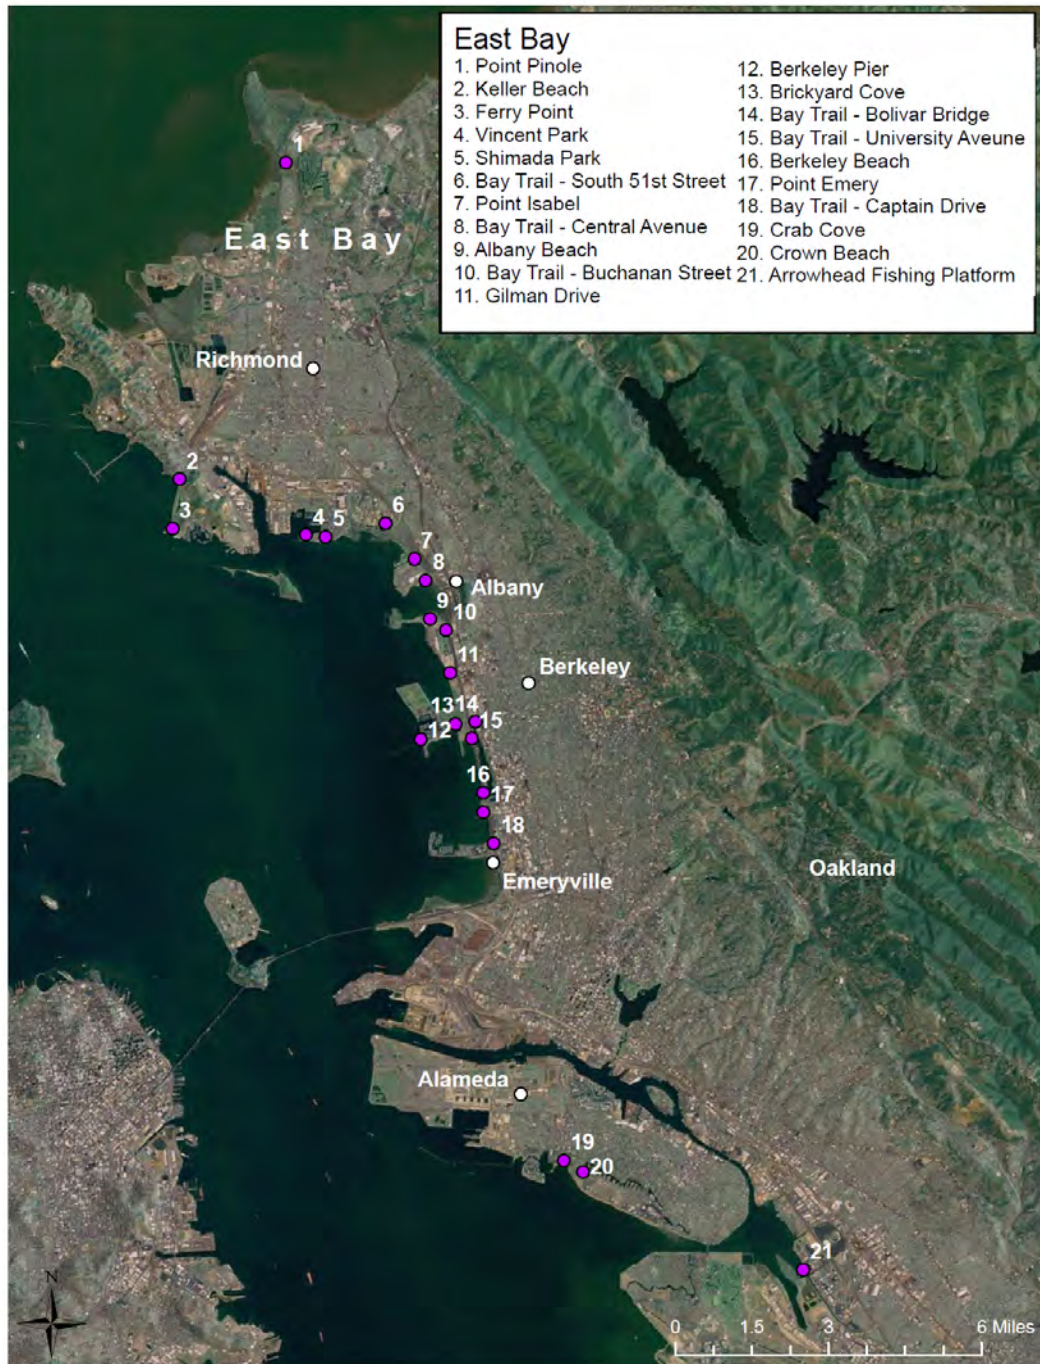 East Bay
1. Point Pinole
2. Keller Beach
3. Ferry Point
4. Vincent Park
5. Shimada Park
6. Bay Trail - South 51st Street
7. Point Isabel
8. Bay Trail - Central Avenue
9. Albany Beach
10. Bay Trail - Buchanan Street
11. Gilman Drive
12. Berkeley Pier
13. Brickyard Cove
14. Bay Trail - Bolivar Bridge
15. Bay Trail - University Aveune
16. Berkeley Beach
17. Point Emery
18. Bay Trail - Captain Drive
19. Crab Cove
20. Crown Beach
21. Arrowhead Fishing Platform
1
East Bay
Richmond
2
3
4 5
6
7
8
Albany
9
10
11
Berkeley
13 14
12
15
16
17
18
Emeryville
Oakland
Alameda
19
20
21
N
0 1.5 3 6 Miles